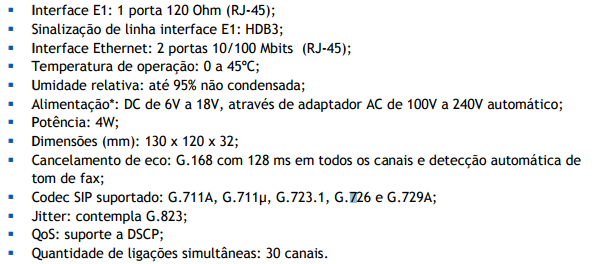 ▪ Interface E1: 1 porta 120 Ohm (RJ-45);
▪ Sinalização de linha interface E1: HDB3;
▪ Interface Ethernet: 2 portas 10/100 Mbits (RJ-45);
▪ Temperatura de operação: 0 a 45ºC;
▪ Umidade relativa: até 95% não condensada;
▪ Alimentação*: DC de 6V a 18V, através de adaptador AC de 100V a 240V automático;
▪ Potência: 4W;
▪ Dimensões (mm): 130 x 120 x 32;
▪ Cancelamento de eco: G.168 com 128 ms em todos os canais e detecção automática de
tom de fax;
▪ Codec SIP suportado: G.711A, G.711µ, G.723.1, G.726 e G.729A;
▪ Jitter: contempla G.823;
▪ QoS: suporte a DSCP;
▪ Quantidade de ligações simultâneas: 30 canais.